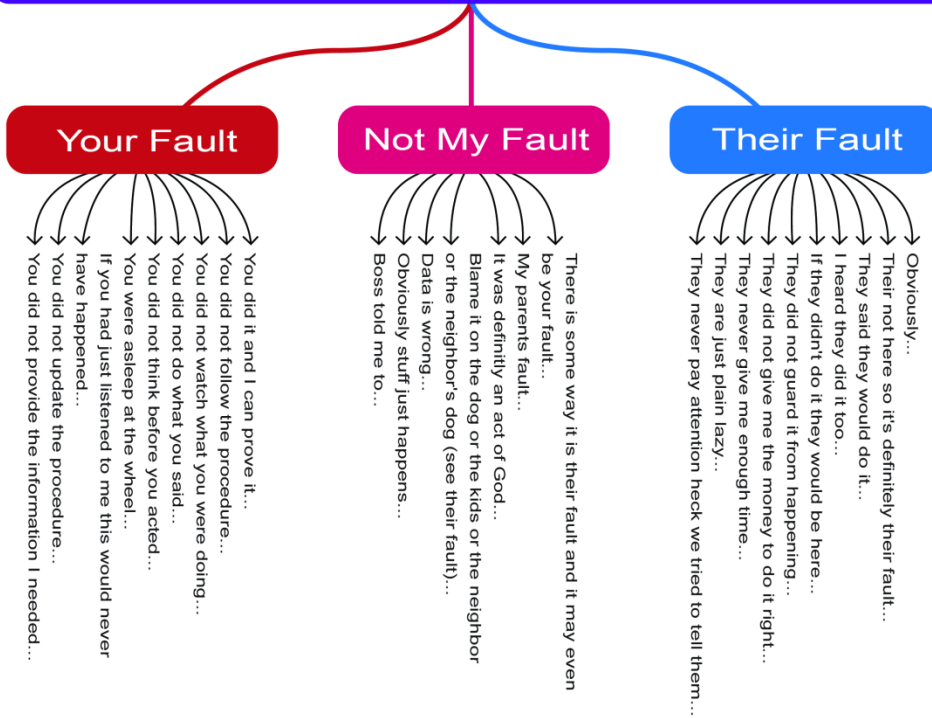 Your Fault
You did it and I can prove it...
You did not follow the procedure...
You did not watch what you were doing...
You did not do what you said...
You did not think before you acted...
You were asleep at the wheel...
If you had just listened to me this would never
have happened...
You did not update the procedure...
You did not provide the information I needed...
Not My Fault
There is some way it is their fault and it may even
be your fault...
My parents fault...
It was definitly an act of God...
Blame it on the dog or the kids or the neighbor
or the neighbor's dog (see their fault)...
Data is wrong...
Obviously stuff just happens...
Boss told me to...
Their Fault
Obviously...
Their not here so it's definitely their fault...
They said they would do it...
I heard they did it too...
If they didn't do it they would be here...
They did not guard it from happening...
They did not give me the money to do it right...
They never give me enough time...
They are just plain lazy...
They never pay attention heck we tried to tell them...